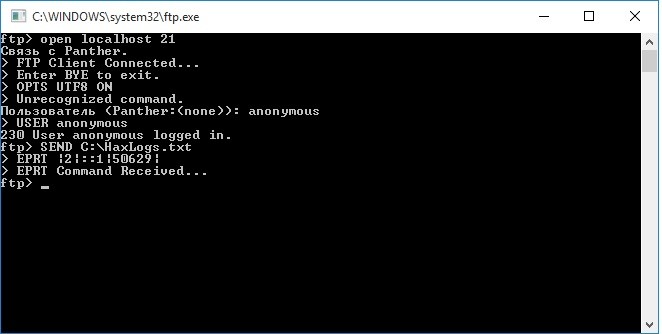 C:\WINDOWS\system32\ftp.exe
ftp> open localhost 21
Связь с Panther.
> FTP Client Connected...
> Enter BYE to exit.
> OPTS UTF8 ON
> Unrecognized command.
Пользователь (Panther:(none)): anonymous
> USER anonymous
230 User anonymous logged in.
ftp> SEND C:\HaxLogs.txt
> EPRT |2|::1|50629|
> EPRT Command Received...
ftp> _